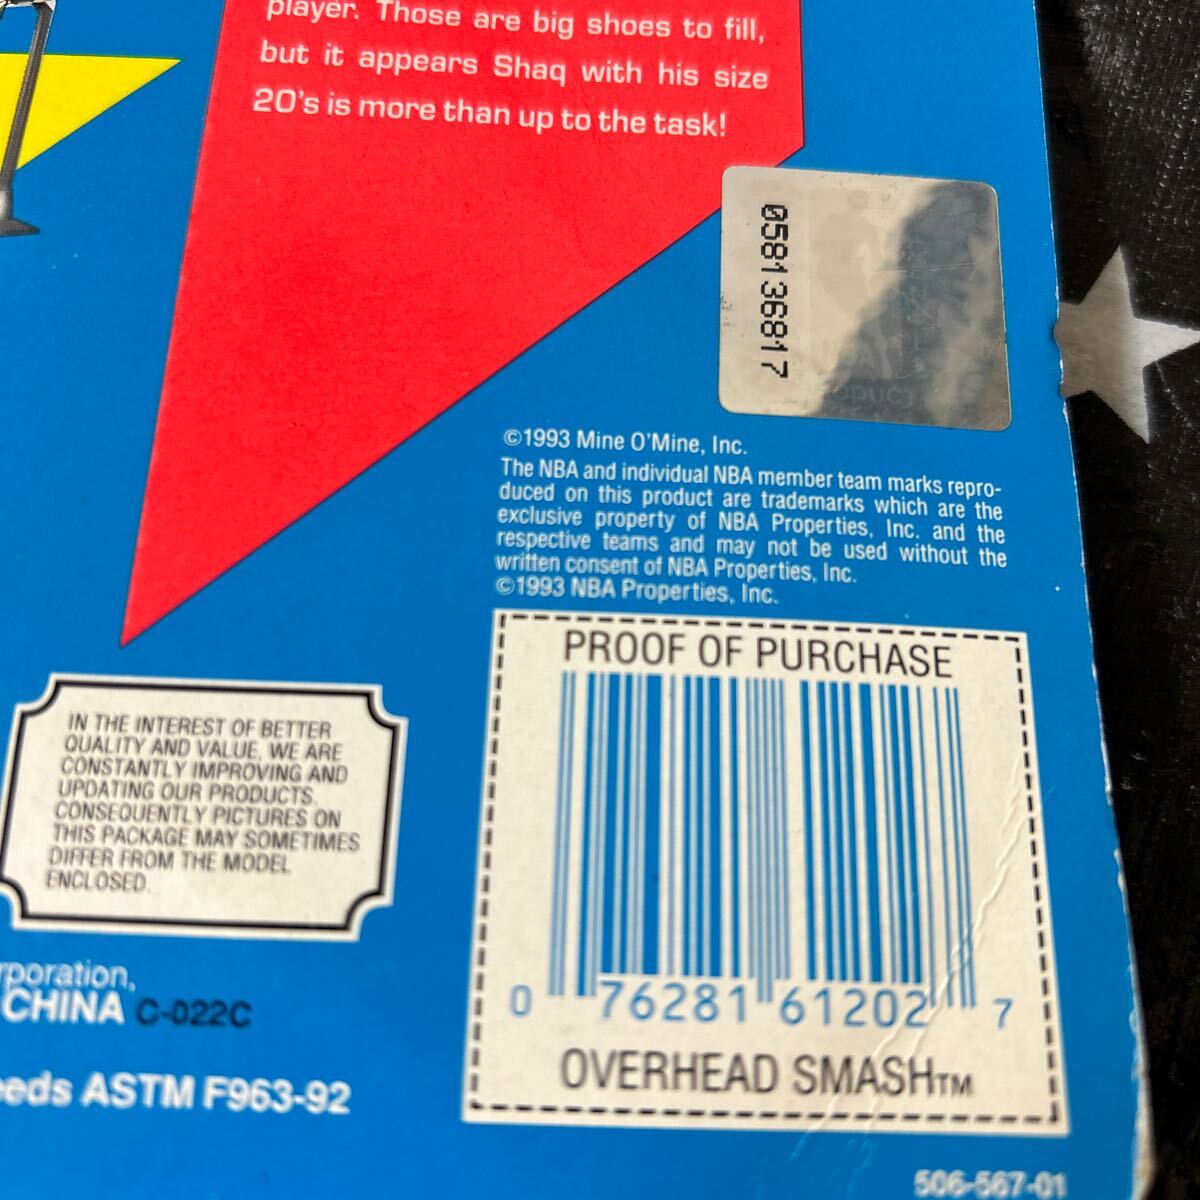 player. Those are big shoes to fill,
but it appears Shaq with his size
20's is more than up to the task!
058136817
©1993 Mine O'Mine, Inc.
The NBA and individual NBA member team marks repro-
duced on this product are trademarks which are the
exclusive property of NBA Properties, Inc. and the
respective teams and may not be used without the
written consent of NBA Properties, Inc.
©1993 NBA Properties, Inc.
PROOF OF PURCHASE
0 76281 61202 7
OVERHEAD SMASH™
IN THE INTEREST OF BETTER
QUALITY AND VALUE, WE ARE
CONSTANTLY IMPROVING AND
UPDATING OUR PRODUCTS.
CONSEQUENTLY PICTURES ON
THIS PACKAGE MAY SOMETIMES
DIFFER FROM THE MODEL
ENCLOSED.
rporation,
CHINA C-022C
eeds ASTM F963-92
506-567-01